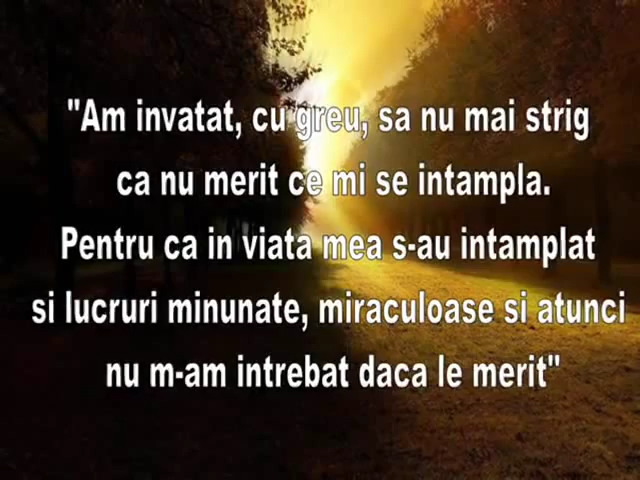 "Am invatat, cu greu, sa nu mai strig
ca nu merit ce mi se intampla.
Pentru ca in viata mea s-au intamplat
si lucruri minunate, miraculoase si atunci
nu m-am intrebat daca le merit"